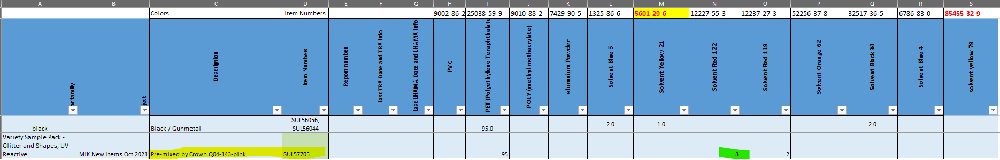 A B C D E F G H I J K L M N O P Q R S
Colors Item Numbers 9002-86-2 25038-59-9 9010-88-2 7429-90-5 1325-86-6 5601-29-6 12227-55-3 12237-27-3 52256-37-8 32517-36-5 6786-83-0 85455-32-9
or family
ject
Description
Item Numbers
Report number
Last TRA Date and TRA Info
Last LHAMA Date and LHAMA Info
PVC
PET (Polyethylene Teraphthalate
POLY (methyl methacrylate)
Alumnium Powder
Solvent Blue 5
Solvent Yellow 21
Solvent Red 122
Solvent Red 119
Solvent Orange 62
Solvent Black 34
Solvent Blue 4
solvent yellow 79
black Black / Gunmetal
SUL56056,
SUL56044
95.0 2.0 1.0 2.0
Variety Sample Pack -
Glitter and Shapes, UV
Reactive
MIK New Items Oct 2021 Pre-mixed by Crown Q04-143-pink SUL57705 95 3 2